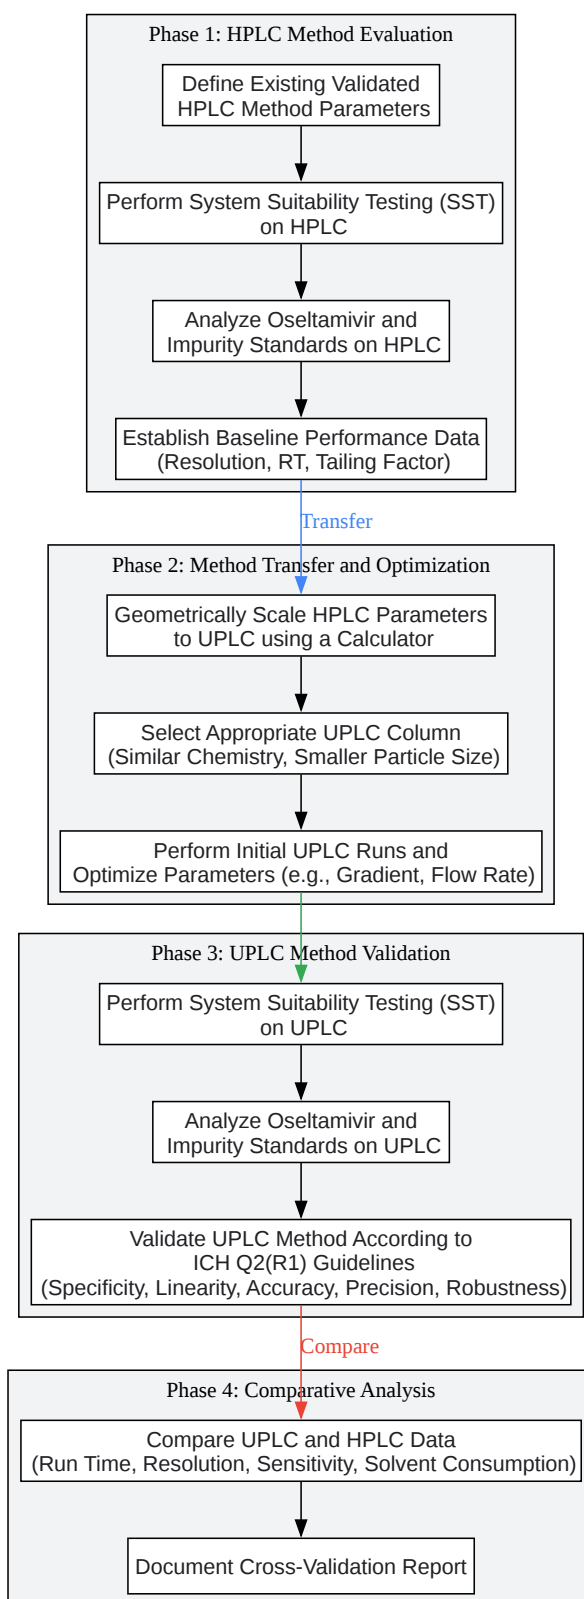 Phase 1: HPLC Method Evaluation
Define Existing Validated
HPLC Method Parameters
Perform System Suitability Testing (SST)
on HPLC
Analyze Oseltamivir and
Impurity Standards on HPLC
Establish Baseline Performance Data
(Resolution, RT, Tailing Factor)
Transfer
Phase 2: Method Transfer and Optimization
Geometrically Scale HPLC Parameters
to UPLC using a Calculator
Select Appropriate UPLC Column
(Similar Chemistry, Smaller Particle Size)
Perform Initial UPLC Runs and
Optimize Parameters (e.g., Gradient, Flow Rate)
Phase 3: UPLC Method Validation
Perform System Suitability Testing (SST)
on UPLC
Analyze Oseltamivir and
Impurity Standards on UPLC
Validate UPLC Method According to
ICH Q2(R1) Guidelines
(Specificity, Linearity, Accuracy, Precision, Robustness)
Compare
Phase 4: Comparative Analysis
Compare UPLC and HPLC Data
(Run Time, Resolution, Sensitivity, Solvent Consumption)
Document Cross-Validation Report